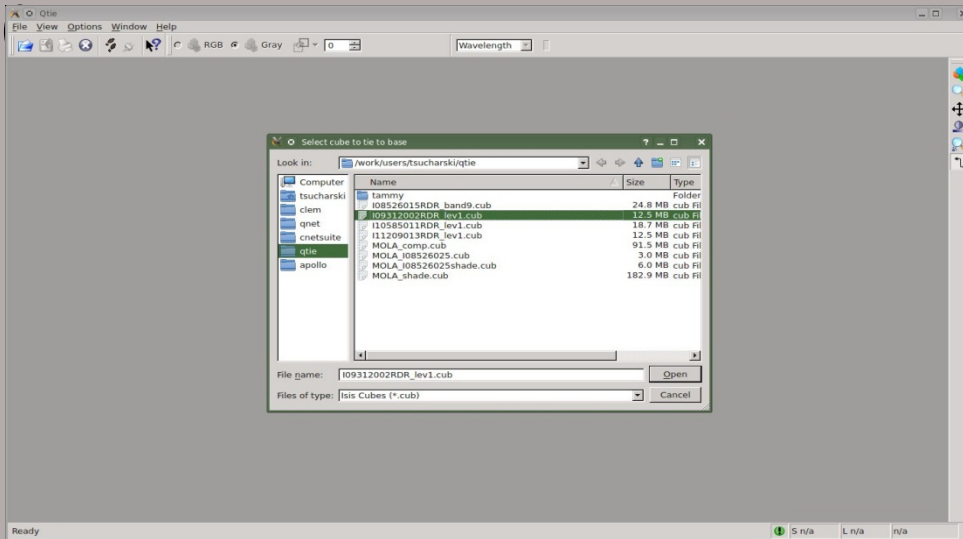 Qtie
File View Options Window Help
RGB Gray 0 Wavelength
Select cube to tie to base
Look in: /work/users/tsucharski/qtie
Computer
tsucharski
clem
qnet
cnetsuite
qtie
apollo
Name Size Type
tammy Folder
I08526015RDR_band9.cub 24.8 MB cub Fil
I09312002RDR_lev1.cub 12.5 MB cub Fil
I10585011RDR_lev1.cub 18.7 MB cub Fil
I11209013RDR_lev1.cub 12.5 MB cub Fil
MOLA_comp.cub 91.5 MB cub Fil
MOLA_I08526025.cub 3.0 MB cub Fil
MOLA_I08526025shade.cub 6.0 MB cub Fil
MOLA_shade.cub 182.9 MB cub Fil
File name: I09312002RDR_lev1.cub Open
Files of type: Isis Cubes (*.cub) Cancel
Ready S n/a L n/a n/a